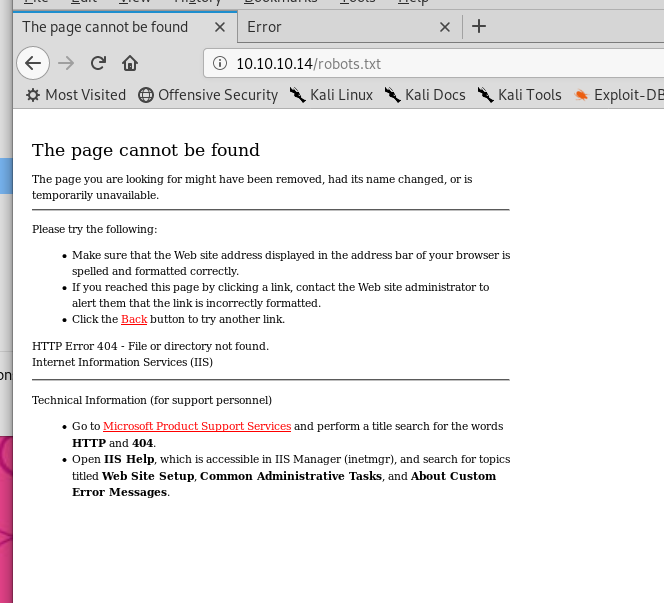 File Edit View History Bookmarks Tools Help
The page cannot be found
Error
10.10.10.14/robots.txt
Most Visited Offensive Security Kali Linux Kali Docs Kali Tools Exploit-DB
The page cannot be found
The page you are looking for might have been removed, had its name changed, or is
temporarily unavailable.
Please try the following:
Make sure that the Web site address displayed in the address bar of your browser is
spelled and formatted correctly.
If you reached this page by clicking a link, contact the Web site administrator to
alert them that the link is incorrectly formatted.
Click the Back button to try another link.
HTTP Error 404 - File or directory not found.
Internet Information Services (IIS)
on
Technical Information (for support personnel)
Go to Microsoft Product Support Services and perform a title search for the words
HTTP and 404.
Open IIS Help, which is accessible in IIS Manager (inetmgr), and search for topics
titled Web Site Setup, Common Administrative Tasks, and About Custom
Error Messages.